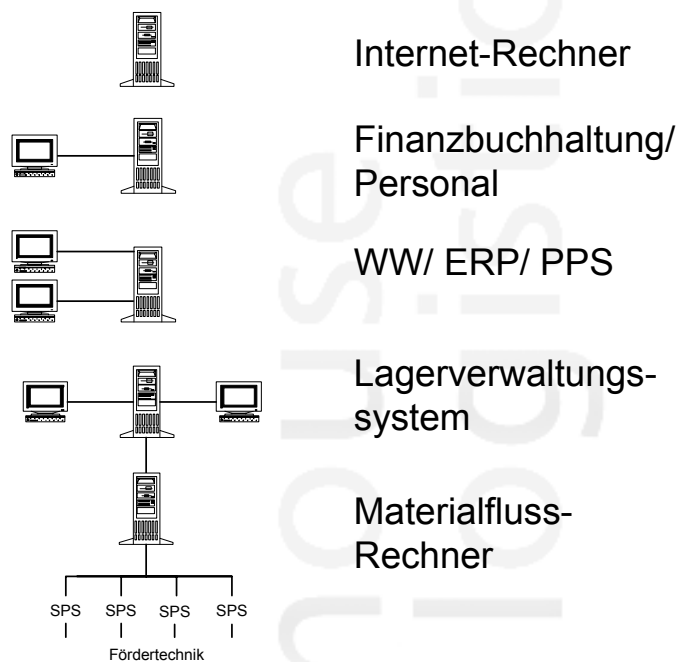 Internet-Rechner
Finanzbuchhaltung/
Personal
WW/ ERP/ PPS
Lagerverwaltungs-
system
Materialfluss-
Rechner
SPS SPS SPS SPS
Fördertechnik